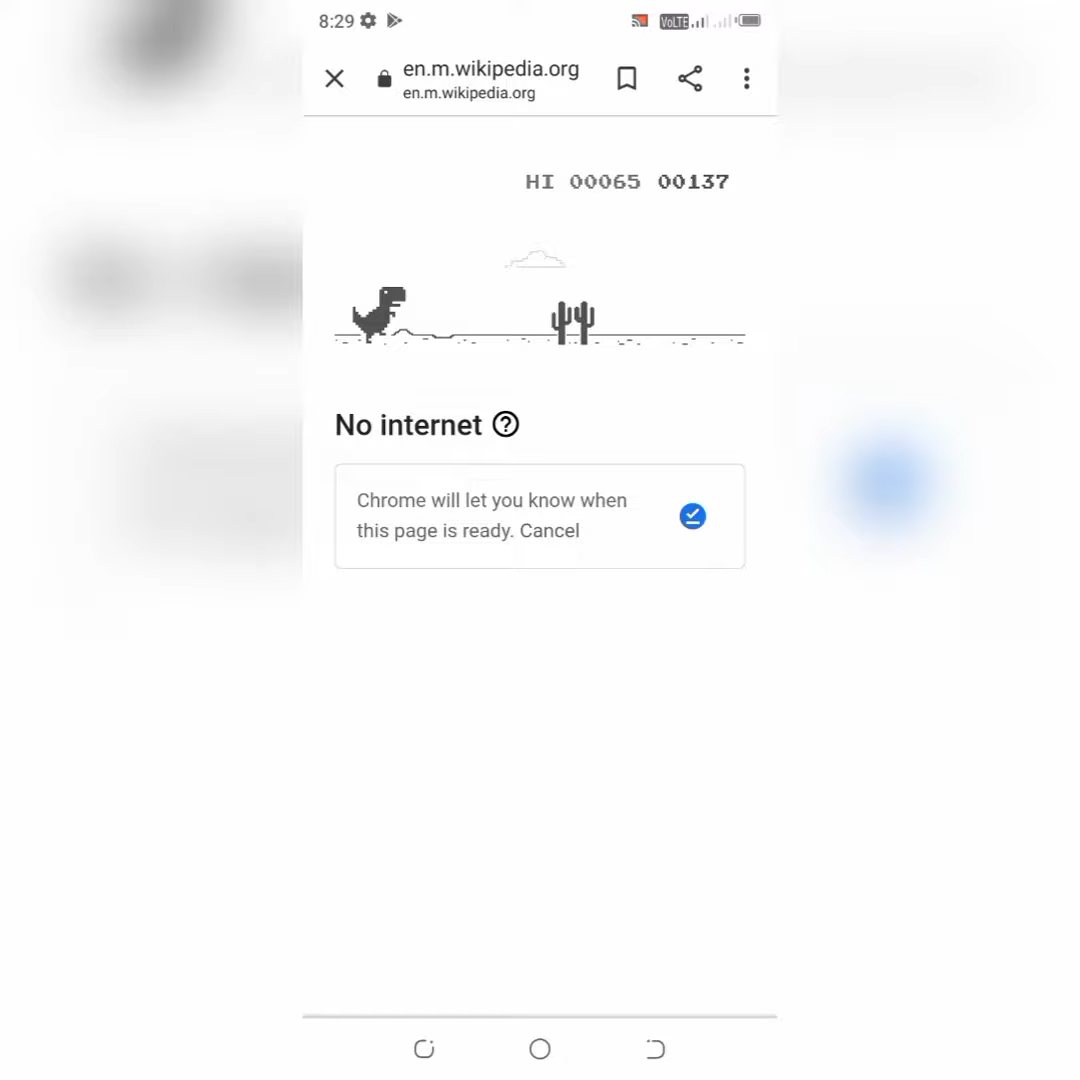 8:29 VoLTE
en.m.wikipedia.org
en.m.wikipedia.org
HI 00065 00137
No internet
Chrome will let you know when
this page is ready. Cancel